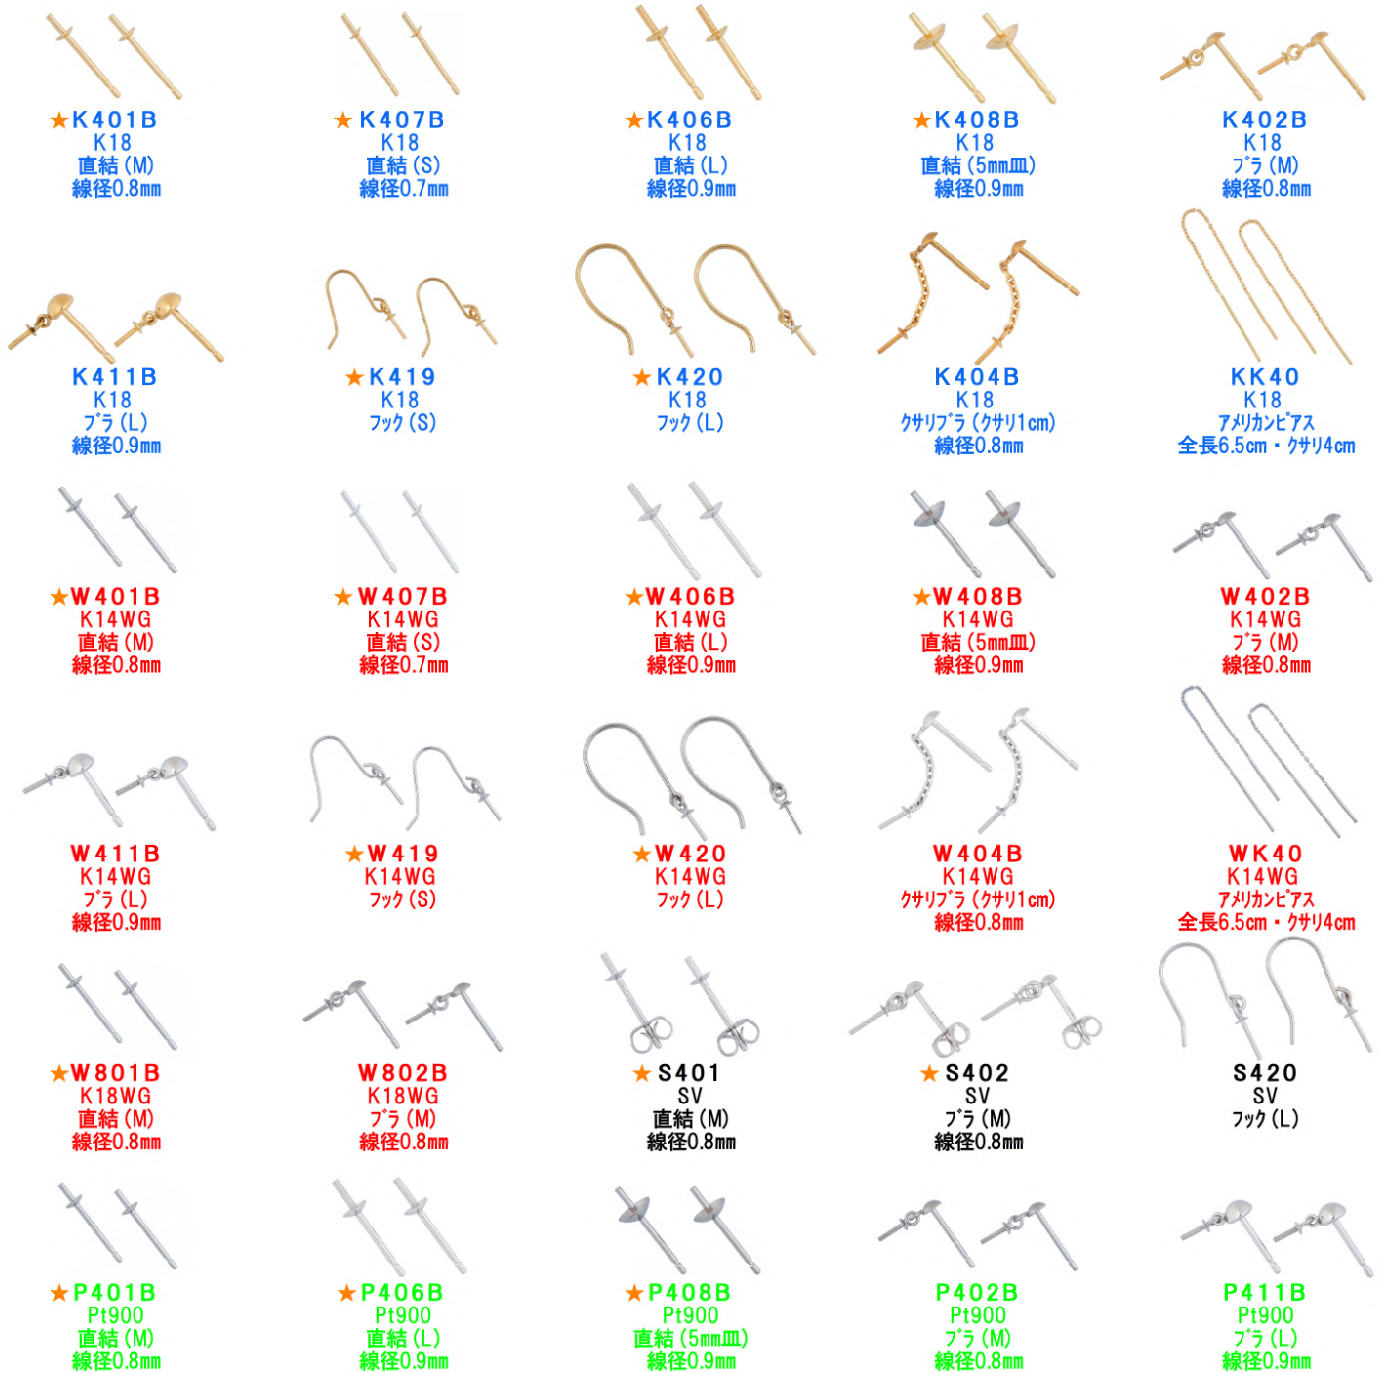 ★K401B
K18
直結(M)
線径0.8mm
★K407B
K18
直結(S)
線径0.7mm
★K406B
K18
直結(L)
線径0.9mm
★K408B
K18
直結(5mm皿)
線径0.9mm
K402B
K18
ブラ(M)
線径0.8mm
K411B
K18
ブラ(L)
線径0.9mm
★K419
K18
フック(S)
★K420
K18
フック(L)
K404B
K18
クサリブラ(クサリ1cm)
線径0.8mm
KK40
K18
アメリカンピアス
全長6.5cm・クサリ4cm
★W401B
K14WG
直結(M)
線径0.8mm
★W407B
K14WG
直結(S)
線径0.7mm
★W406B
K14WG
直結(L)
線径0.9mm
★W408B
K14WG
直結(5mm皿)
線径0.9mm
W402B
K14WG
ブラ(M)
線径0.8mm
W411B
K14WG
ブラ(L)
線径0.9mm
★W419
K14WG
フック(S)
★W420
K14WG
フック(L)
W404B
K14WG
クサリブラ(クサリ1cm)
線径0.8mm
WK40
K14WG
アメリカンピアス
全長6.5cm・クサリ4cm
★W801B
K18WG
直結(M)
線径0.8mm
W802B
K18WG
ブラ(M)
線径0.8mm
★S401
SV
直結(M)
線径0.8mm
★S402
SV
ブラ(M)
線径0.8mm
S420
SV
フック(L)
★P401B
Pt900
直結(M)
線径0.8mm
★P406B
Pt900
直結(L)
線径0.9mm
★P408B
Pt900
直結(5mm皿)
線径0.9mm
P402B
Pt900
ブラ(M)
線径0.8mm
P411B
Pt900
ブラ(L)
線径0.9mm